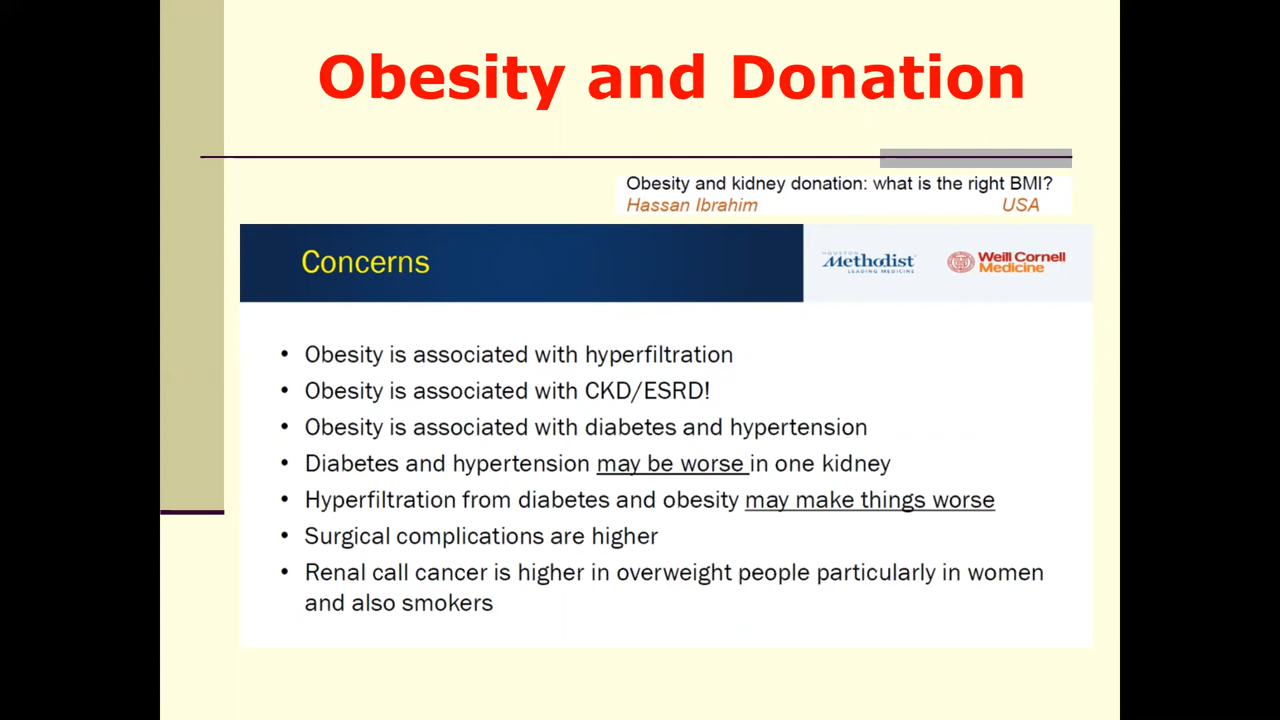 Obesity and Donation
Obesity and kidney donation: what is the right BMI?
Hassan Ibrahim USA
Concerns
HOUSTON
Methodist
LEADING MEDICINE
Weill Cornell
Medicine
• Obesity is associated with hyperfiltration
• Obesity is associated with CKD/ESRD!
• Obesity is associated with diabetes and hypertension
• Diabetes and hypertension may be worse in one kidney
• Hyperfiltration from diabetes and obesity may make things worse
• Surgical complications are higher
• Renal call cancer is higher in overweight people particularly in women
and also smokers